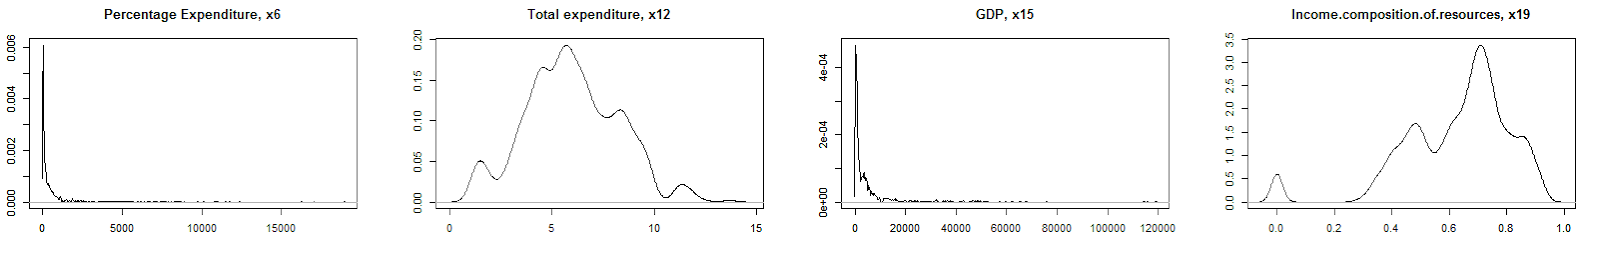 Percentage Expenditure, x6
0.000 0.002 0.004 0.006
0 5000 10000 15000
Total expenditure, x12
0.00 0.05 0.10 0.15 0.20
0 5 10 15
GDP, x15
0e+00 2e-04 4e-04
0 20000 40000 60000 80000 100000 120000
Income.composition.of.resources, x19
0.0 0.5 1.0 1.5 2.0 2.5 3.0 3.5
0.0 0.2 0.4 0.6 0.8 1.0